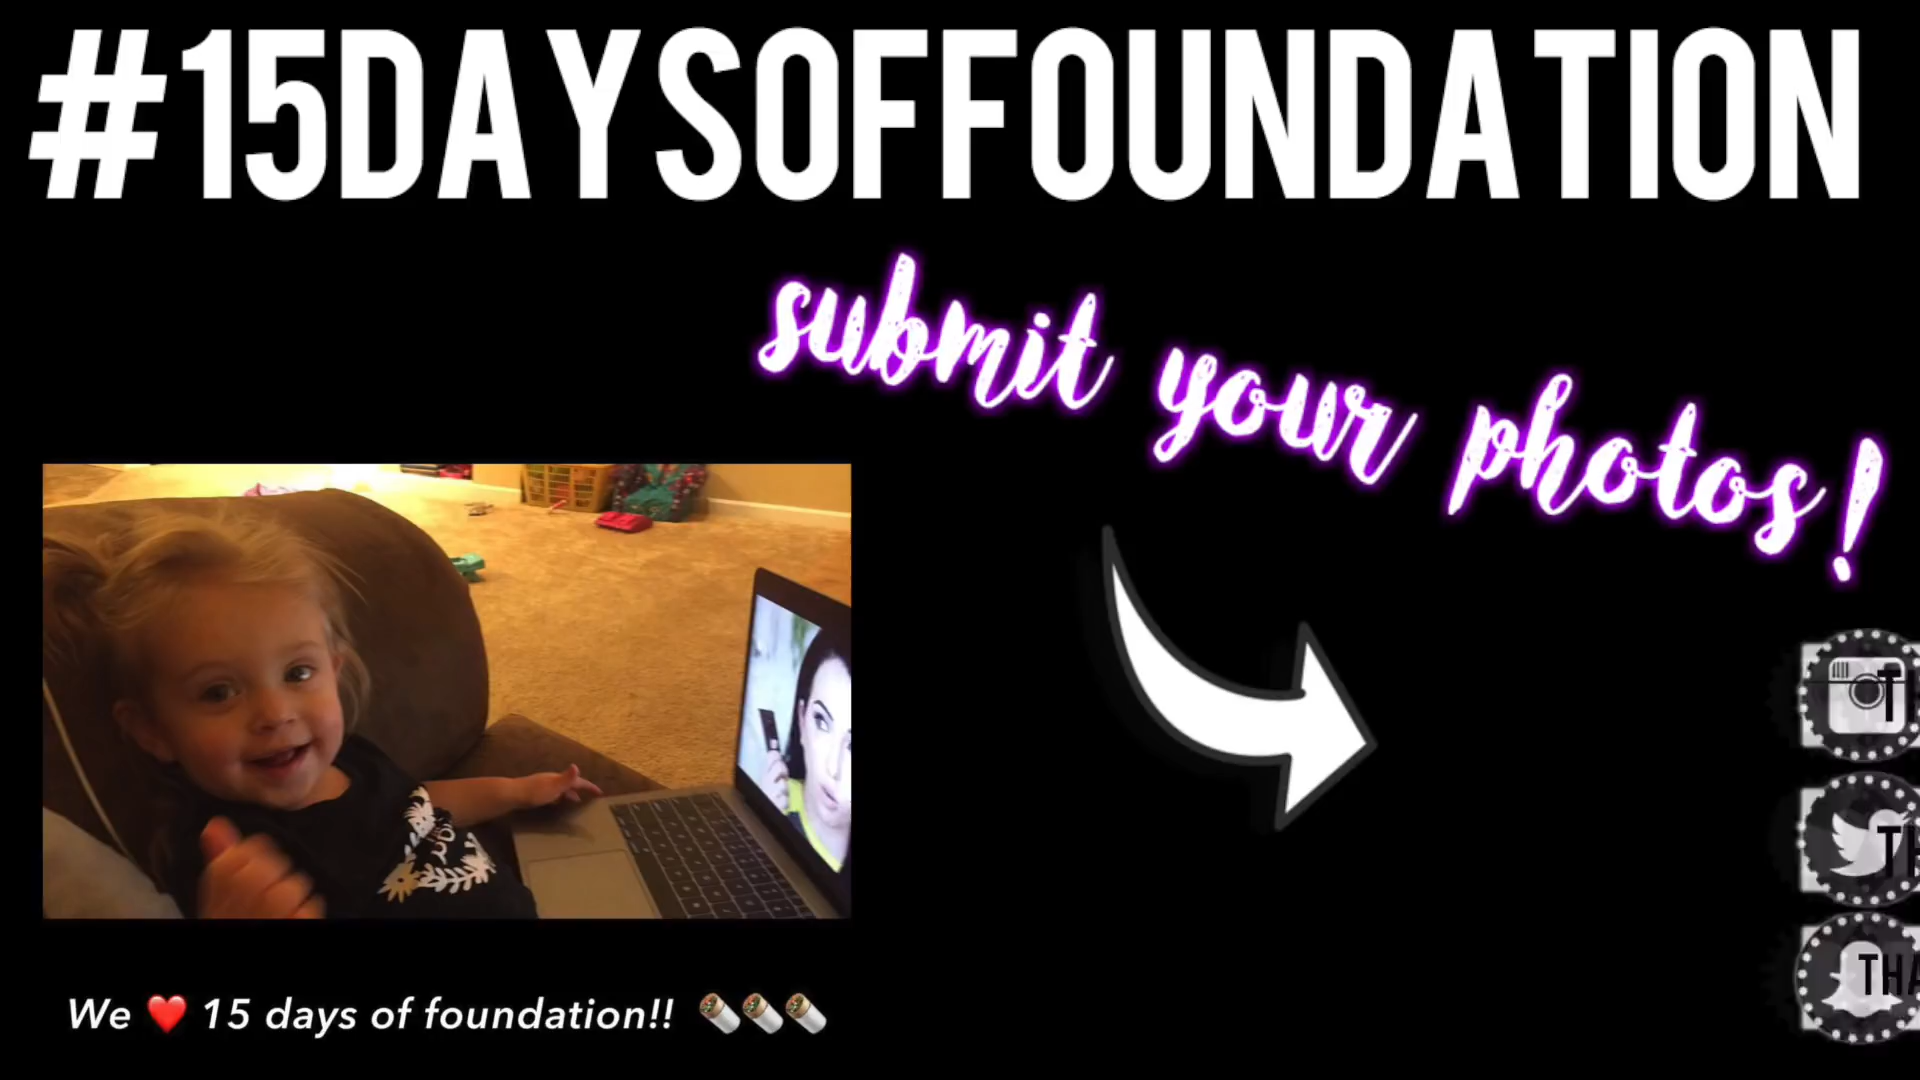 #15DAYSOFFOUNDATION
submit your photos!
We ❤️ 15 days of foundation!! 🌯🌯🌯